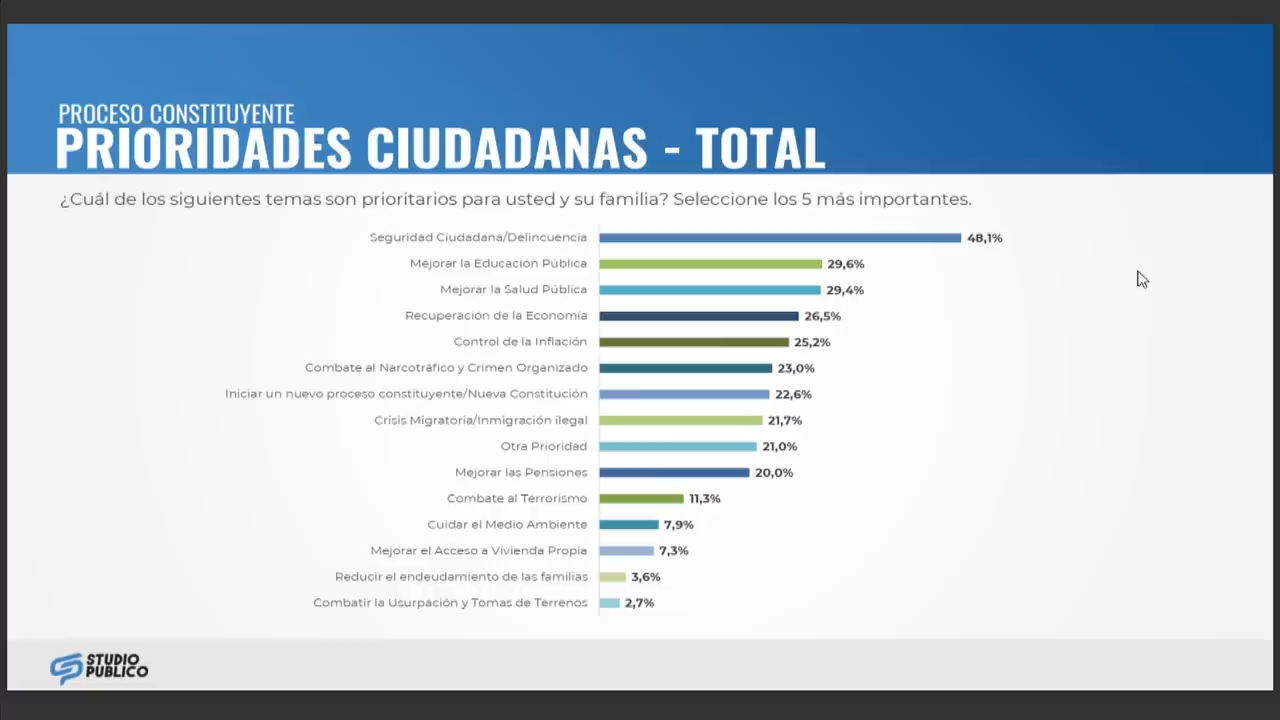 PROCESO CONSTITUYENTE
PRIORIDADES CIUDADANAS - TOTAL
¿Cuál de los siguientes temas son prioritarios para usted y su familia? Seleccione los 5 más importantes.
Seguridad Ciudadana/Delincuencia 48,1%
Mejorar la Educación Pública 29,6%
Mejorar la Salud Pública 29,4%
Recuperación de la Economía 26,5%
Control de la Inflación 25,2%
Combate al Narcotráfico y Crimen Organizado 23,0%
Iniciar un nuevo proceso constituyente/Nueva Constitución 22,6%
Crisis Migratoria/Inmigración ilegal 21,7%
Otra Prioridad 21,0%
Mejorar las Pensiones 20,0%
Combate al Terrorismo 11,3%
Cuidar el Medio Ambiente 7,9%
Mejorar el Acceso a Vivienda Propia 7,3%
Reducir el endeudamiento de las familias 3,6%
Combatir la Usurpación y Tomas de Terrenos 2,7%
STUDIO
PUBLICO